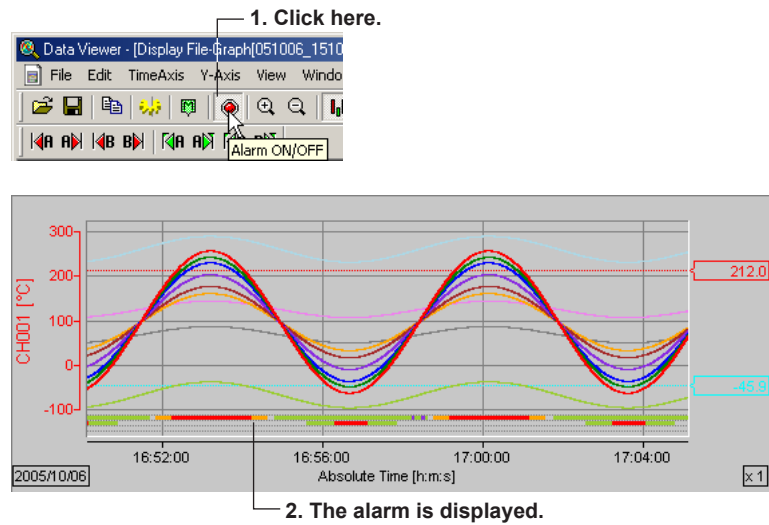 1. Click here.
Data Viewer - [Display File-Graph[051006_1510
File Edit TimeAxis Y-Axis View Windo
A A B B A A
Alarm ON/OFF
300
200
100
0
-100
CH001 [°C]
212.0
-45.9
16:52:00 16:56:00 17:00:00 17:04:00
2005/10/06 Absolute Time [h:m:s] x 1
2. The alarm is displayed.